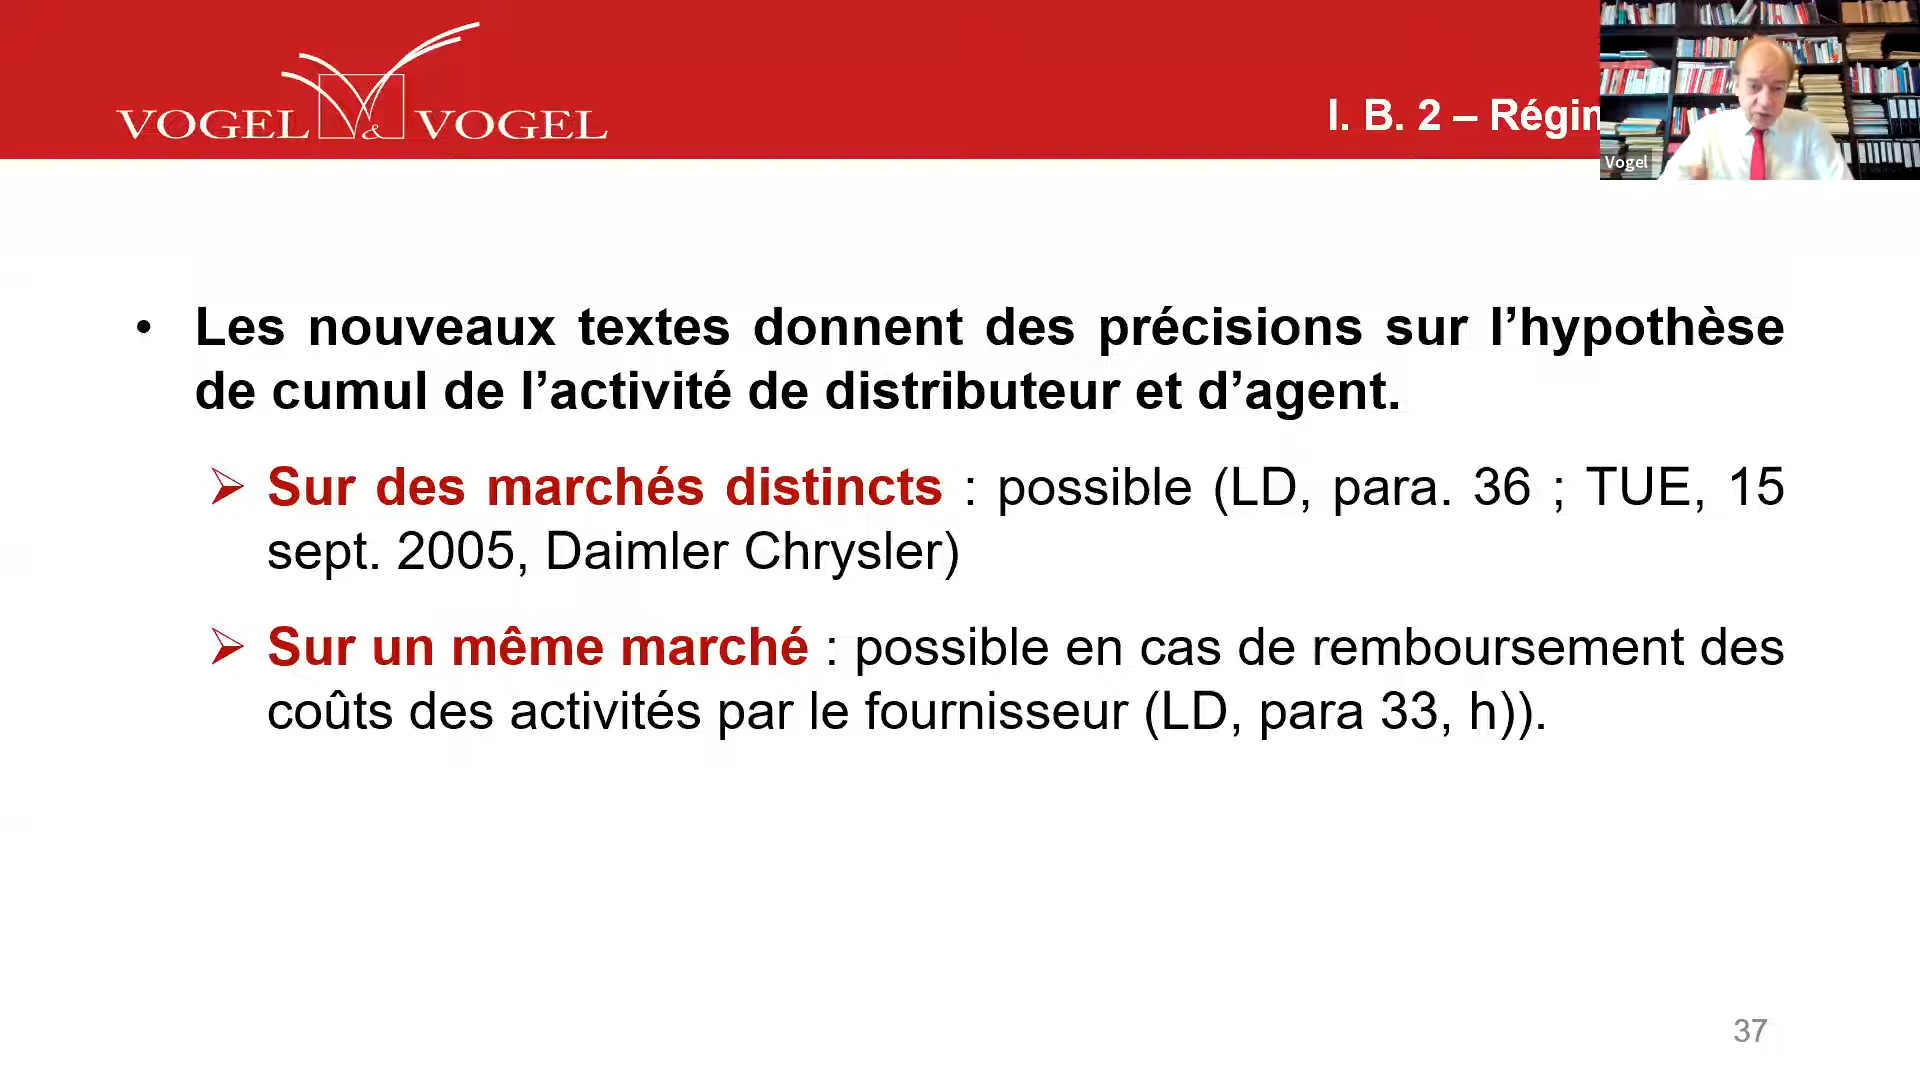 VOGEL & VOGEL
I. B. 2 –
Vogel
• Les nouveaux textes donnent des précisions sur l’hypothèse
de cumul de l’activité de distributeur et d’agent.
➢ Sur des marchés distincts : possible (LD, para. 36 ; TUE, 15
sept. 2005, Daimler Chrysler)
➢ Sur un même marché : possible en cas de remboursement des
coûts des activités par le fournisseur (LD, para 33, h)).
37